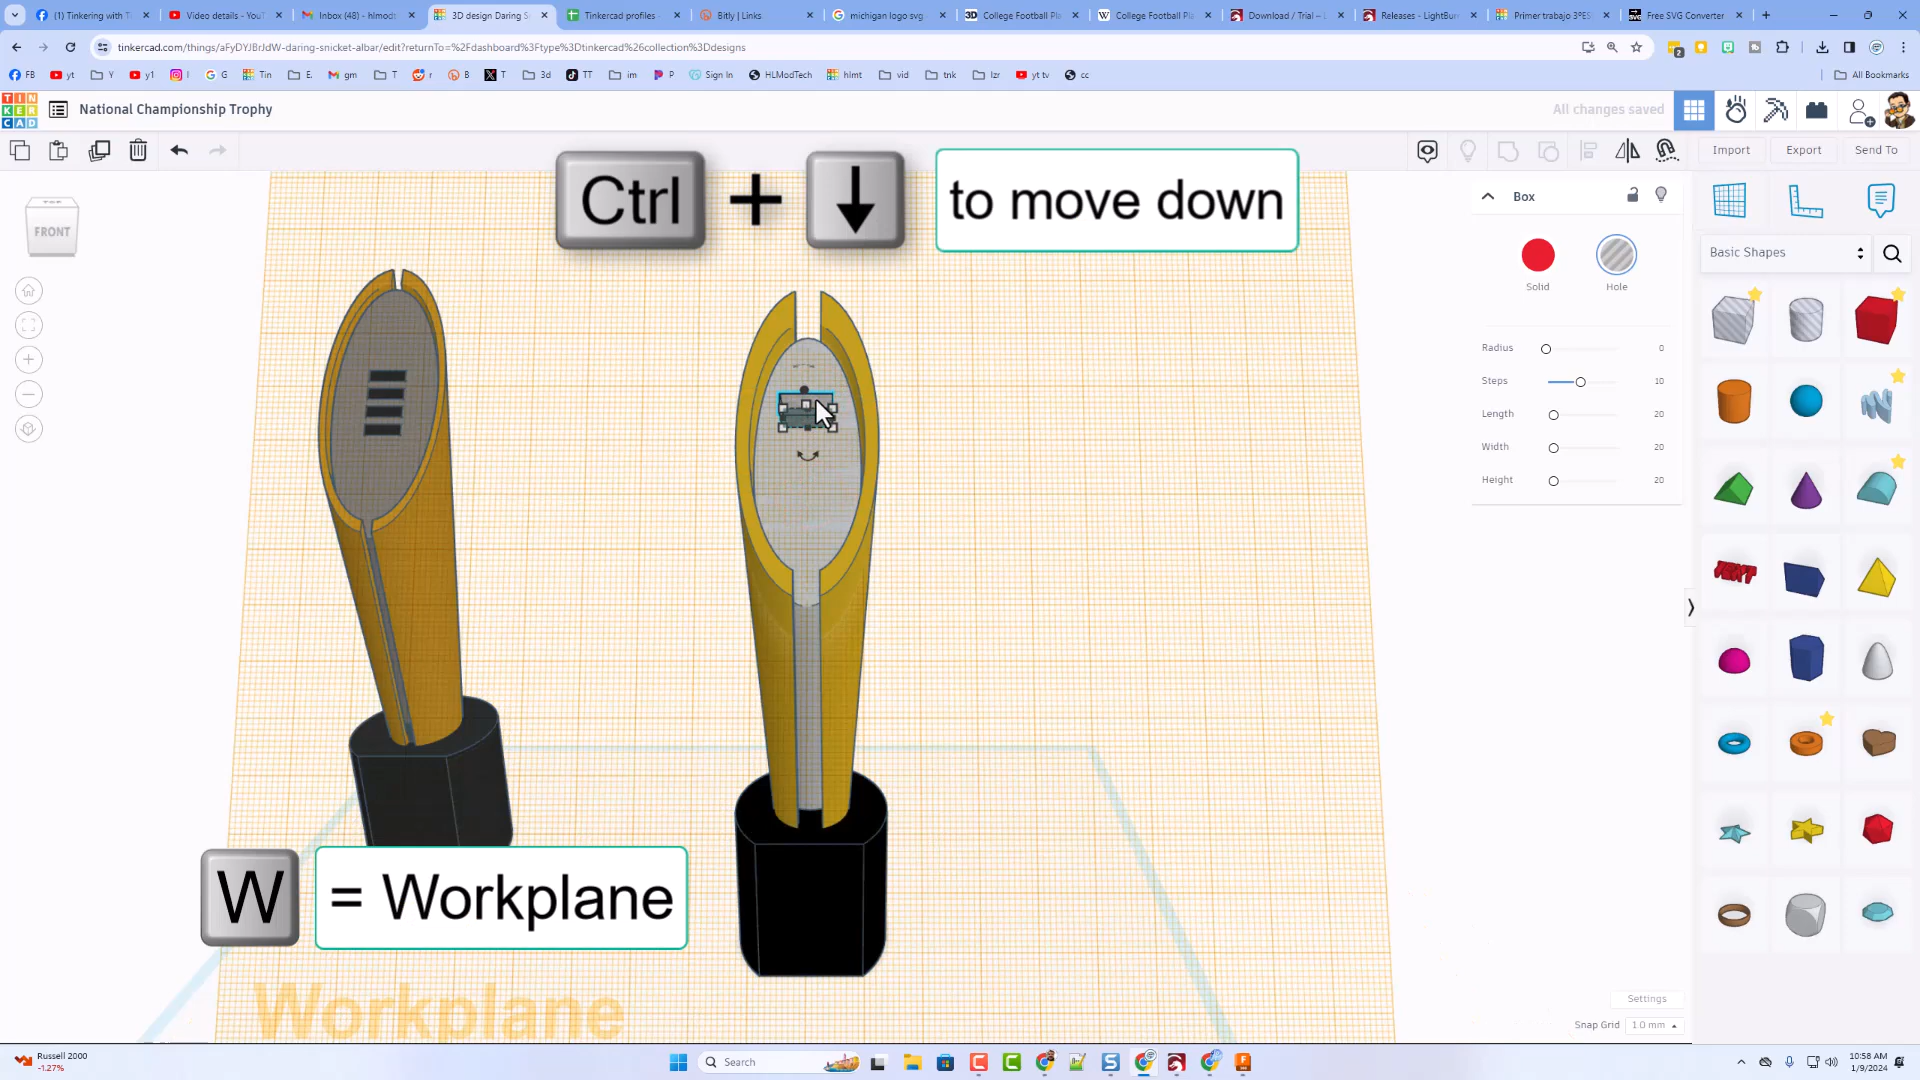 Tinkering with T
Video details - YouT
Inbox (48) - hlmodt
3D design Daring S
Tinkercad profiles -
Bitly | Links
michigan logo svg
College Football Pla
College Football Pla
Download / Trial – L
Releases - LightBur
Primer trabajo 3ºES
Free SVG Converter
tinkercad.com/things/aFyDYJBrJdW-daring-snicket-albar/edit?returnTo=%2Fdashboard%3Ftype%3Dtinkercad%26collection%3Ddesigns
FB
yt
Y
y1
I
G
Tin
E.
gm
T
r
B
T
3d
TT
im
P
Sign In
HLModTech
hlmt
vid
tnk
lzr
yt tv
cc
All Bookmarks
TIN
KER
CAD
National Championship Trophy
All changes saved
Import
Export
Send To
Ctrl + ↓ to move down
TOP
FRONT
Box
Solid
Hole
Radius 0
Steps 10
Length 20
Width 20
Height 20
Basic Shapes
TEXT
W = Workplane
Workplane
Settings
Snap Grid 1.0 mm
Russell 2000
-1.27%
Search
10:58 AM
1/9/2024